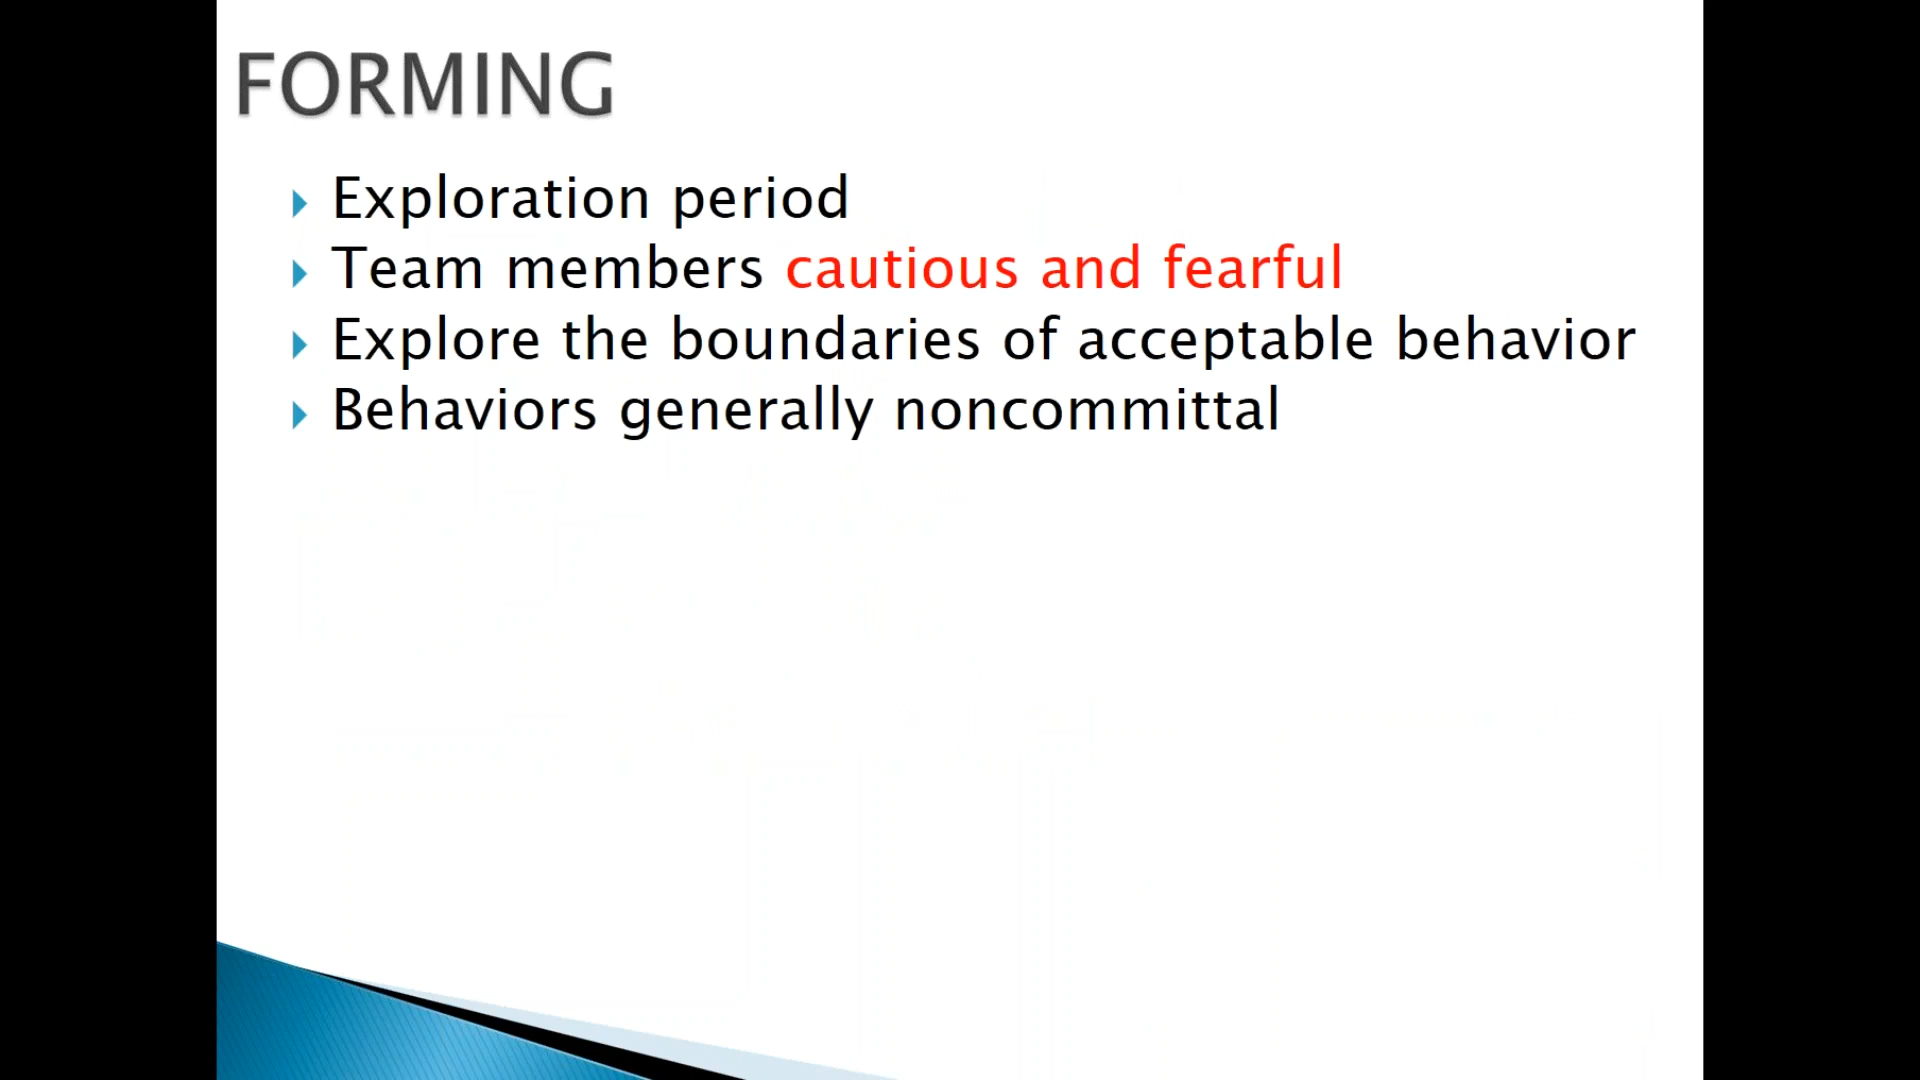 FORMING
Exploration period
Team members cautious and fearful
Explore the boundaries of acceptable behavior
Behaviors generally noncommittal